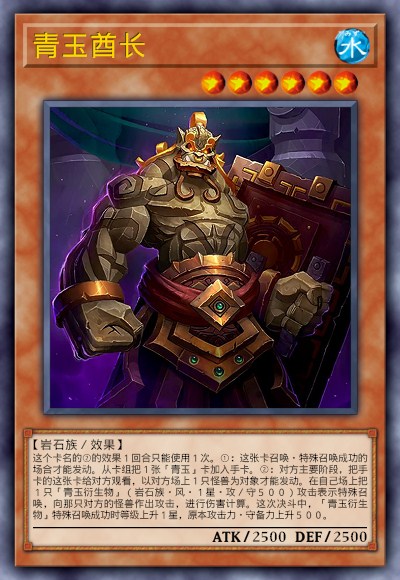 青玉酋长
水
【岩石族／效果】
这个卡名的②的效果1回合只能使用1次。①：这张卡召唤·特殊召唤成功的
场合才能发动。从卡组把1张「青玉」卡加入手卡。②：对方主要阶段，把手
卡的这张卡给对方观看，以对方场上1只怪兽为对象才能发动。在自己场上把
1只「青玉衍生物」（岩石族·风·1星·攻／守500）攻击表示特殊召
唤，向那只对方的怪兽作出攻击，进行伤害计算。这次决斗中，「青玉衍生
物」特殊召唤成功时等级上升1星，原本攻击力·守备力上升500。
ATK/2500 DEF/2500